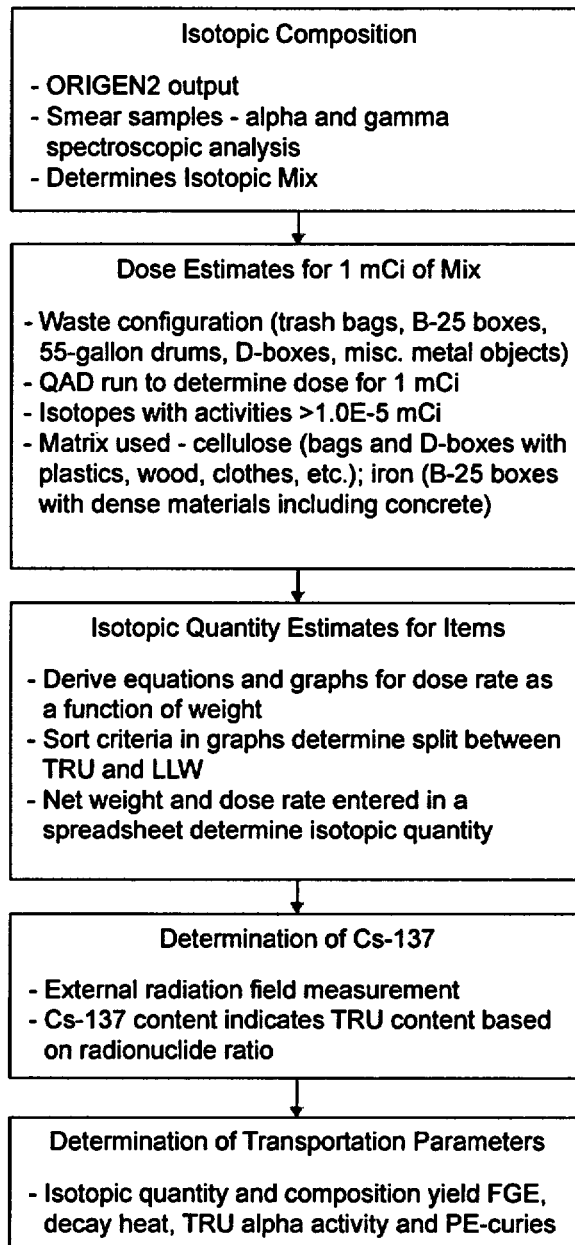 Isotopic Composition
- ORIGEN2 output
- Smear samples - alpha and gamma
spectroscopic analysis
- Determines Isotopic Mix
Dose Estimates for 1 mCi of Mix
- Waste configuration (trash bags, B-25 boxes,
55-gallon drums, D-boxes, misc. metal objects)
- QAD run to determine dose for 1 mCi
- Isotopes with activities >1.0E-5 mCi
- Matrix used - cellulose (bags and D-boxes with
plastics, wood, clothes, etc.); iron (B-25 boxes
with dense materials including concrete)
Isotopic Quantity Estimates for Items
- Derive equations and graphs for dose rate as
a function of weight
- Sort criteria in graphs determine split between
TRU and LLW
- Net weight and dose rate entered in a
spreadsheet determine isotopic quantity
Determination of Cs-137
- External radiation field measurement
- Cs-137 content indicates TRU content based
on radionuclide ratio
Determination of Transportation Parameters
- Isotopic quantity and composition yield FGE,
decay heat, TRU alpha activity and PE-curies